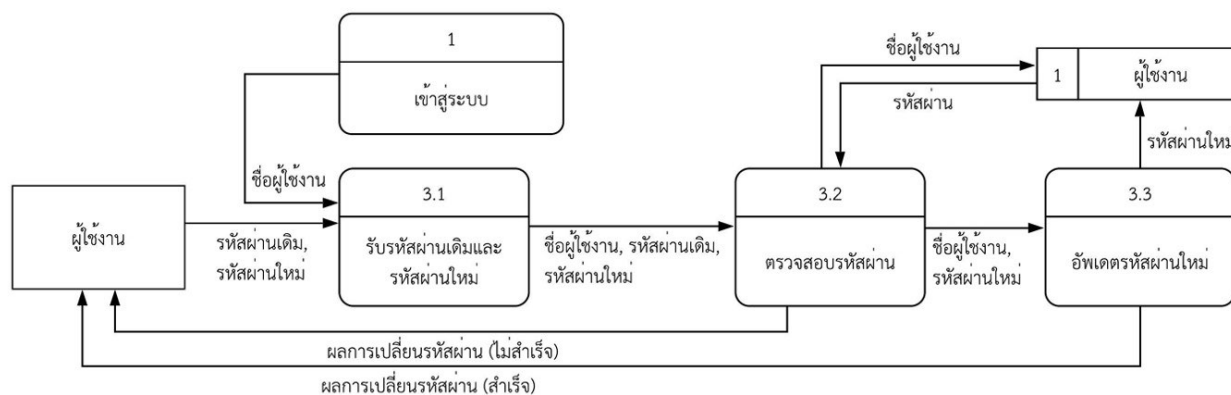 1
เข้าสู่ระบบ
ชื่อผู้ใช้งาน
1
ผู้ใช้งาน
รหัสผ่าน
รหัสผ่านใหม่
ชื่อผู้ใช้งาน
ผู้ใช้งาน
รหัสผ่านเดิม,
รหัสผ่านใหม่
3.1
รับรหัสผ่านเดิมและ
รหัสผ่านใหม่
ชื่อผู้ใช้งาน, รหัสผ่านเดิม,
รหัสผ่านใหม่
3.2
ตรวจสอบรหัสผ่าน
ชื่อผู้ใช้งาน,
รหัสผ่านใหม่
3.3
อัพเดตรหัสผ่านใหม่
ผลการเปลี่ยนรหัสผ่าน (ไม่สำเร็จ)
ผลการเปลี่ยนรหัสผ่าน (สำเร็จ)